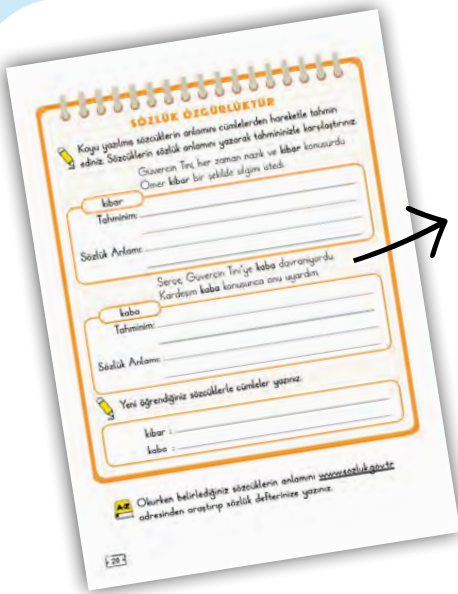 SÖZLÜK ÖZGÜRLÜKTÜR
Koyu yazılmış sözcüklerin anlamını cümlelerden hareketle tahmin
ediniz. Sözcüklerin sözlük anlamını yazarak tahmininizle karşılaştırınız.
Güvercin Tini, her zaman nazik ve kibar konuşurdu.
Ömer kibar bir şekilde silgimi istedi.
kibar
Tahminim:
Sözlük Anlamı:
Serçe, Güvercin Tini'ye kaba davranıyordu.
Kardeşim kaba konuşunca onu uyardım.
kaba
Tahminim:
Sözlük Anlamı:
Yeni öğrendiğiniz sözcüklerle cümleler yazınız.
kibar :
kaba :
A-Z
Okurken belirlediğiniz sözcüklerin anlamını www.sozluk.gov.tr
adresinden araştırıp sözlük defterinize yazınız.
20